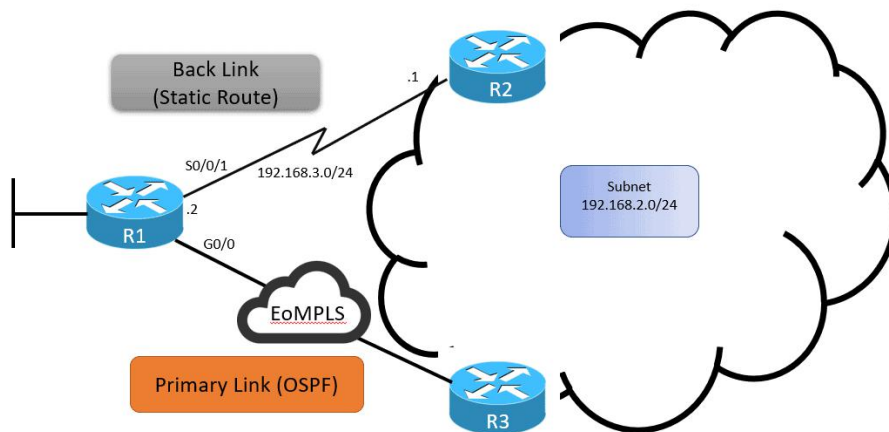 Back Link
(Static Route)
.1
R2
S0/0/1
192.168.3.0/24
Subnet
192.168.2.0/24
.2
R1
G0/0
EoMPLS
Primary Link (OSPF)
R3